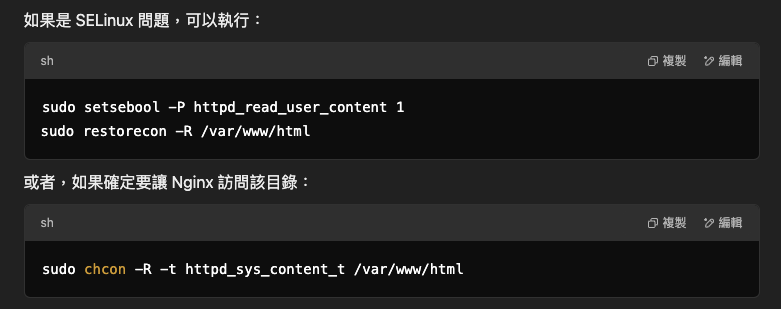 如果是 SELinux 問題，可以執行：
sh
複製 編輯
sudo setsebool -P httpd_read_user_content 1
sudo restorecon -R /var/www/html
或者，如果確定要讓 Nginx 訪問該目錄：
sh
複製 編輯
sudo chcon -R -t httpd_sys_content_t /var/www/html